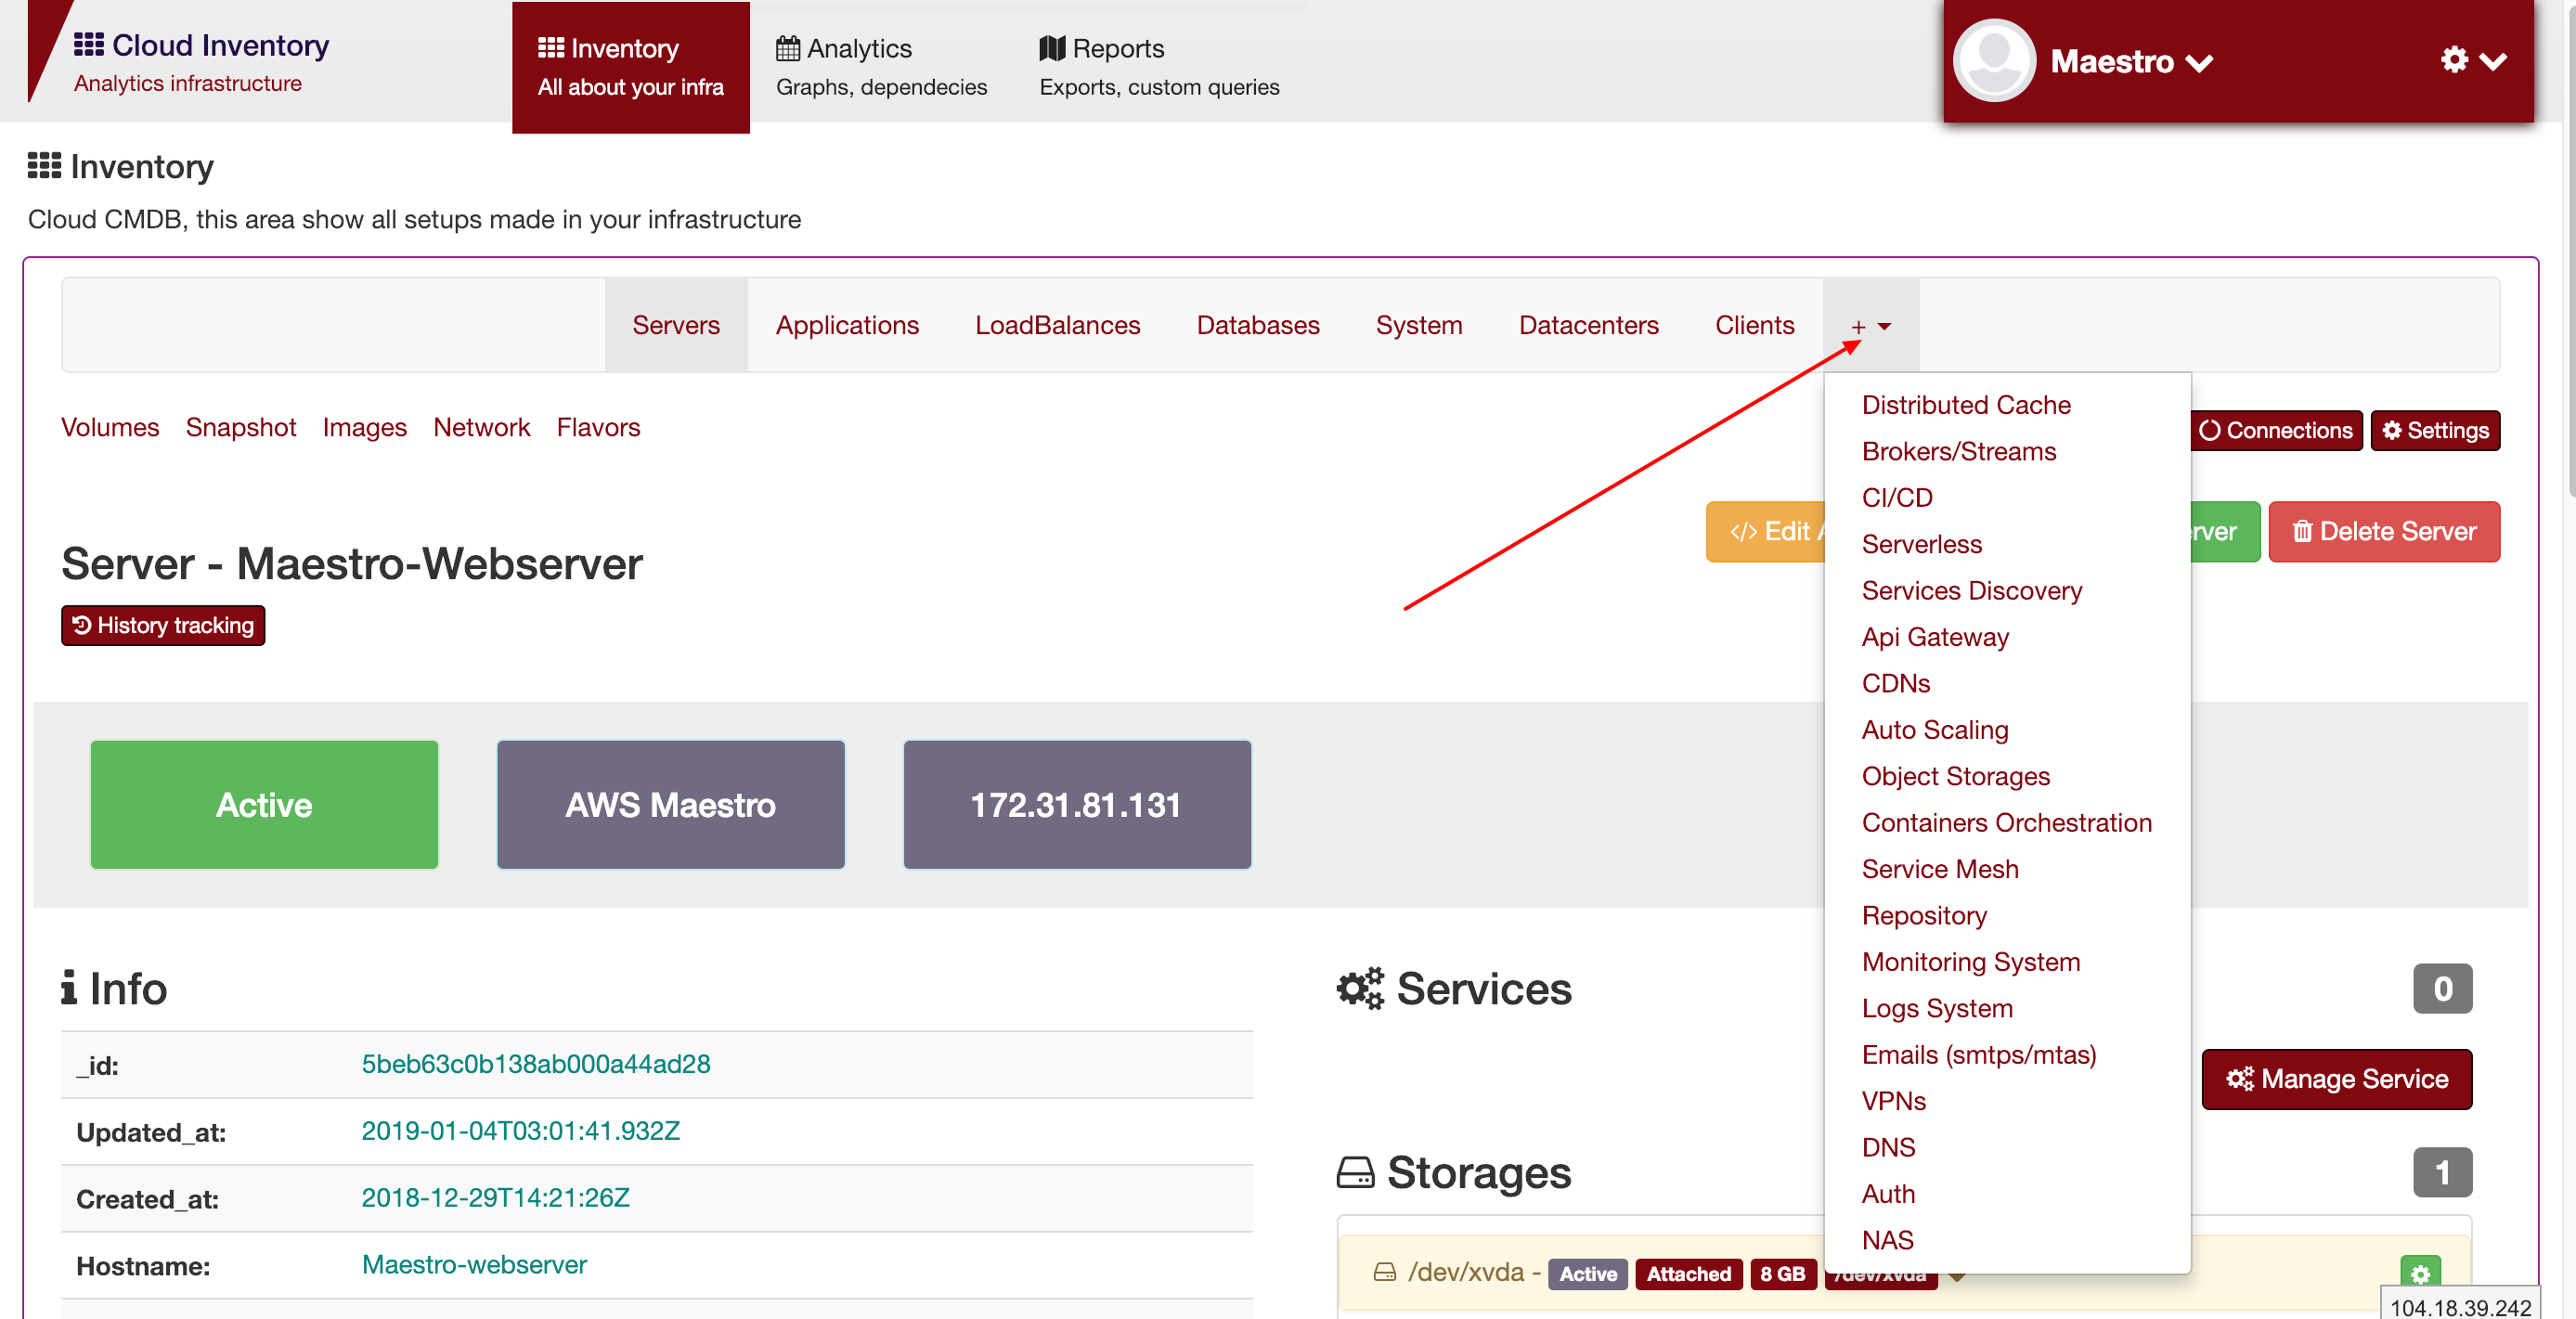 Cloud Inventory
Analytics infrastructure
Inventory
All about your infra
Analytics
Graphs, dependecies
Reports
Exports, custom queries
Maestro
Inventory
Cloud CMDB, this area show all setups made in your infrastructure
Servers Applications LoadBalances Databases System Datacenters Clients +
Volumes Snapshot Images Network Flavors
Connections Settings
Edit Delete Server
Server - Maestro-Webserver
History tracking
Distributed Cache
Brokers/Streams
CI/CD
Serverless
Services Discovery
Api Gateway
CDNs
Auto Scaling
Object Storages
Containers Orchestration
Service Mesh
Repository
Monitoring System
Logs System
Emails (smtps/mtas)
VPNs
DNS
Auth
NAS
Active AWS Maestro 172.31.81.131
Info
_id: 5beb63c0b138ab000a44ad28
Updated_at: 2019-01-04T03:01:41.932Z
Created_at: 2018-12-29T14:21:26Z
Hostname: Maestro-webserver
Services 0
Manage Service
Storages 1
/dev/xvda - Active Attached 8 GB /dev/xvda
104.18.39.242